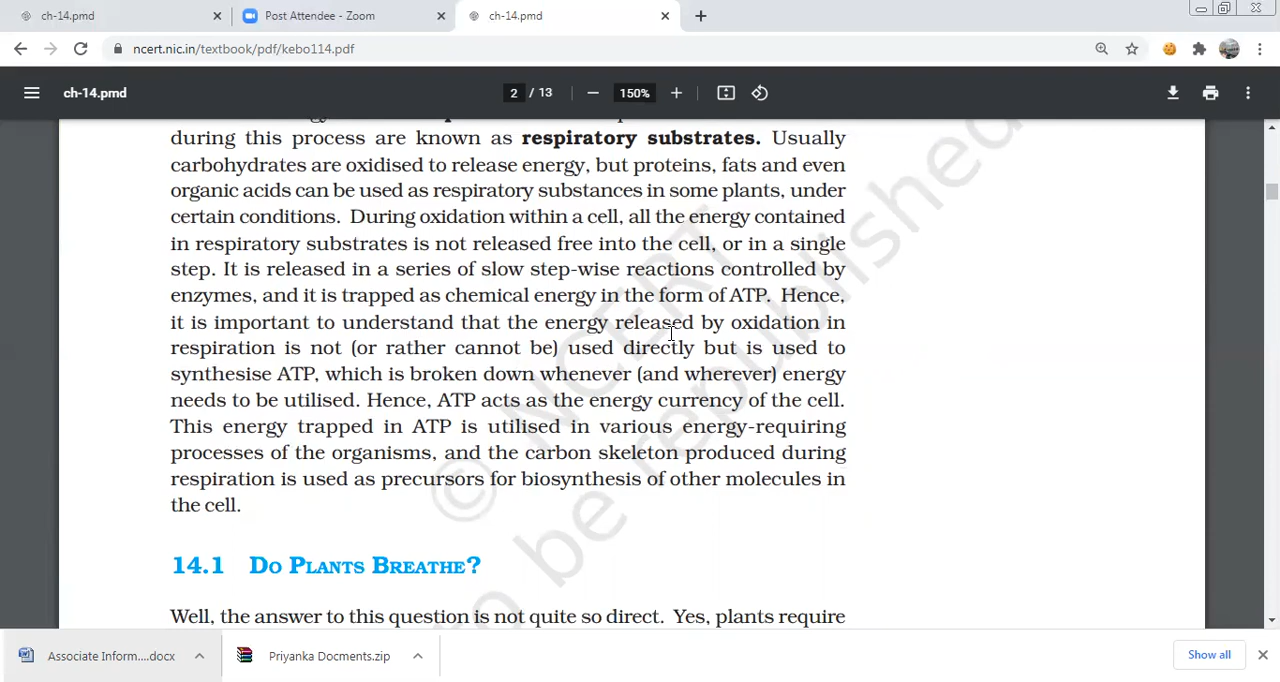 ch-14.pmd
Post Attendee - Zoom
ch-14.pmd
ncert.nic.in/textbook/pdf/kebo114.pdf
ch-14.pmd
2 / 13
150%
during this process are known as respiratory substrates. Usually
carbohydrates are oxidised to release energy, but proteins, fats and even
organic acids can be used as respiratory substances in some plants, under
certain conditions. During oxidation within a cell, all the energy contained
in respiratory substrates is not released free into the cell, or in a single
step. It is released in a series of slow step-wise reactions controlled by
enzymes, and it is trapped as chemical energy in the form of ATP. Hence,
it is important to understand that the energy released by oxidation in
respiration is not (or rather cannot be) used directly but is used to
synthesise ATP, which is broken down whenever (and wherever) energy
needs to be utilised. Hence, ATP acts as the energy currency of the cell.
This energy trapped in ATP is utilised in various energy-requiring
processes of the organisms, and the carbon skeleton produced during
respiration is used as precursors for biosynthesis of other molecules in
the cell.
14.1 DO PLANTS BREATHE?
Well, the answer to this question is not quite so direct. Yes, plants require
© NCERT
be republished
Associate Inform....docx
Priyanka Docments.zip
Show all